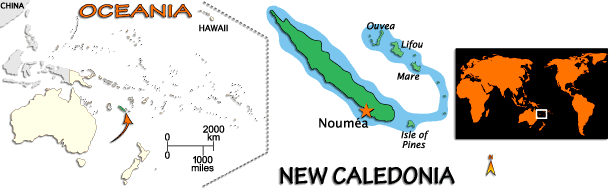 CHINA
OCEANIA
HAWAII
2000
km
0
0
1000
miles
Ouvea
Lifou
Mare
Nouméa
Isle of
Pines
NEW CALEDONIA